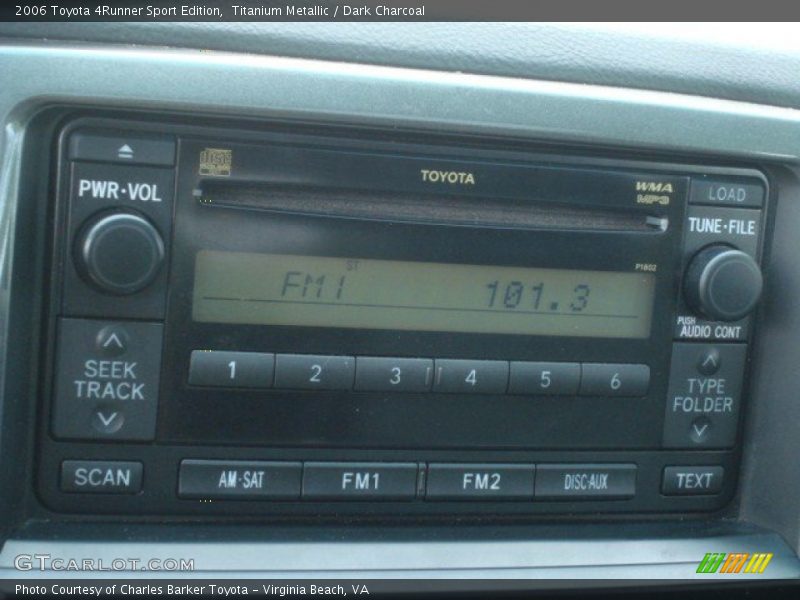 2006 Toyota 4Runner Sport Edition, Titanium Metallic / Dark Charcoal
TOYOTA
WMA
MP3
LOAD
PWR·VOL
TUNE·FILE
P1802
ST
FM1 101.3
PUSH
AUDIO CONT
SEEK
TRACK
1 2 3 4 5 6
TYPE
FOLDER
SCAN AM·SAT FM1 FM2 DISC·AUX TEXT
GTCARLOT.COM
Photo Courtesy of Charles Barker Toyota – Virginia Beach, VA